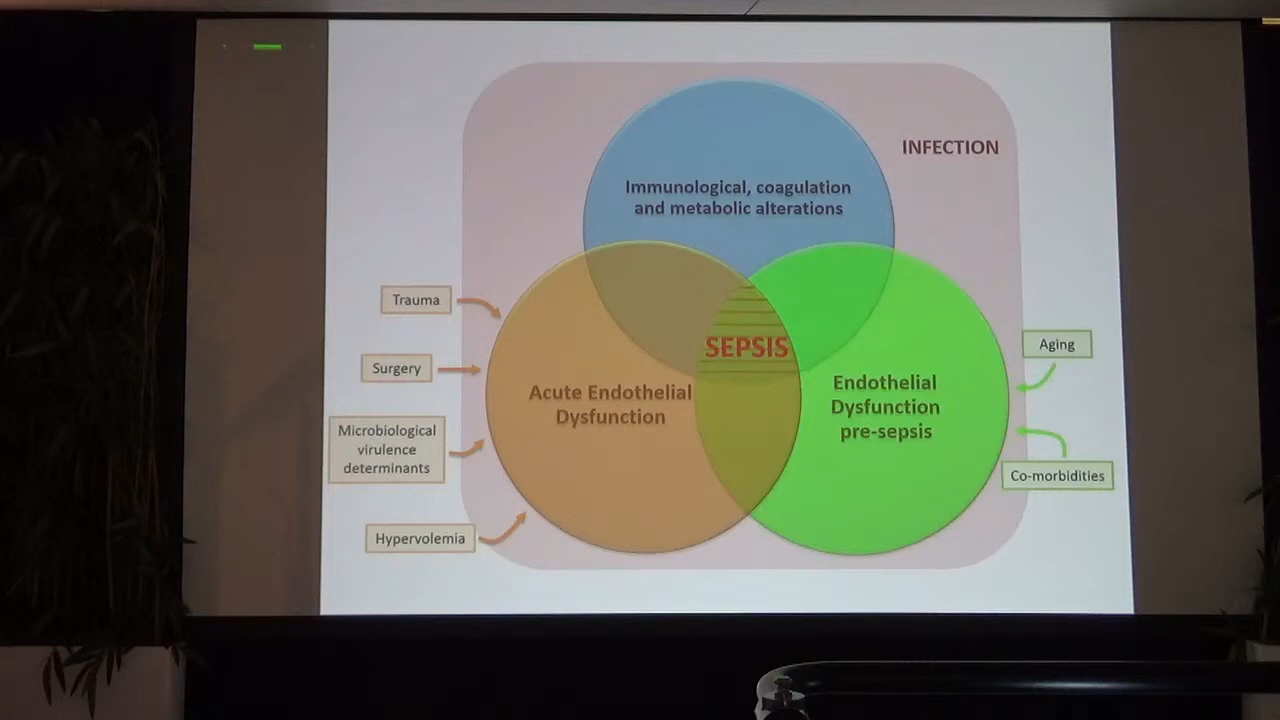 INFECTION
Immunological, coagulation
and metabolic alterations
Trauma
Surgery
Microbiological
virulence
determinants
Hypervolemia
SEPSIS
Acute Endothelial
Dysfunction
Endothelial
Dysfunction
pre-sepsis
Aging
Co-morbidities